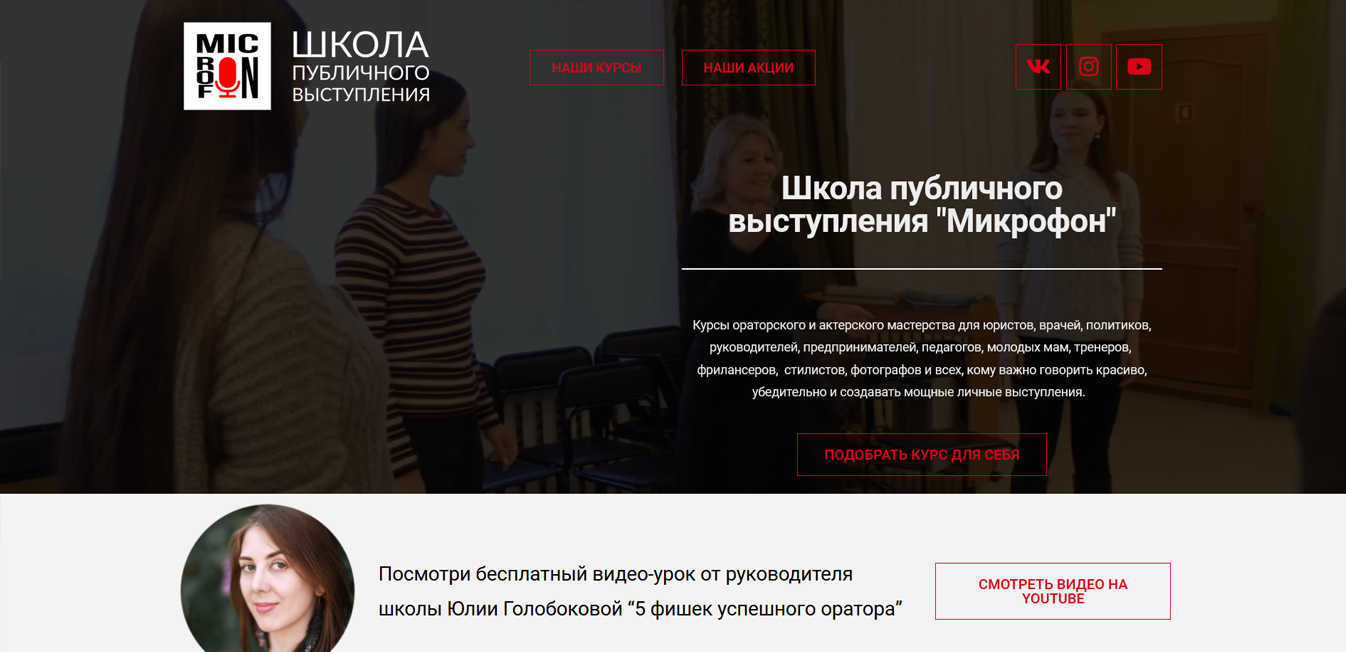 MIC
ROF
ON
ШКОЛА
ПУБЛИЧНОГО
ВЫСТУПЛЕНИЯ
НАШИ КУРСЫ
НАШИ АКЦИИ
Школа публичного
выступления "Микрофон"
Курсы ораторского и актерского мастерства для юристов, врачей, политиков,
руководителей, предпринимателей, педагогов, молодых мам, тренеров,
фрилансеров,  стилистов, фотографов и всех, кому важно говорить красиво,
убедительно и создавать мощные личные выступления.
ПОДОБРАТЬ КУРС ДЛЯ СЕБЯ
Посмотри бесплатный видео-урок от руководителя
школы Юлии Голобоковой “5 фишек успешного оратора”
СМОТРЕТЬ ВИДЕО НА
YOUTUBE